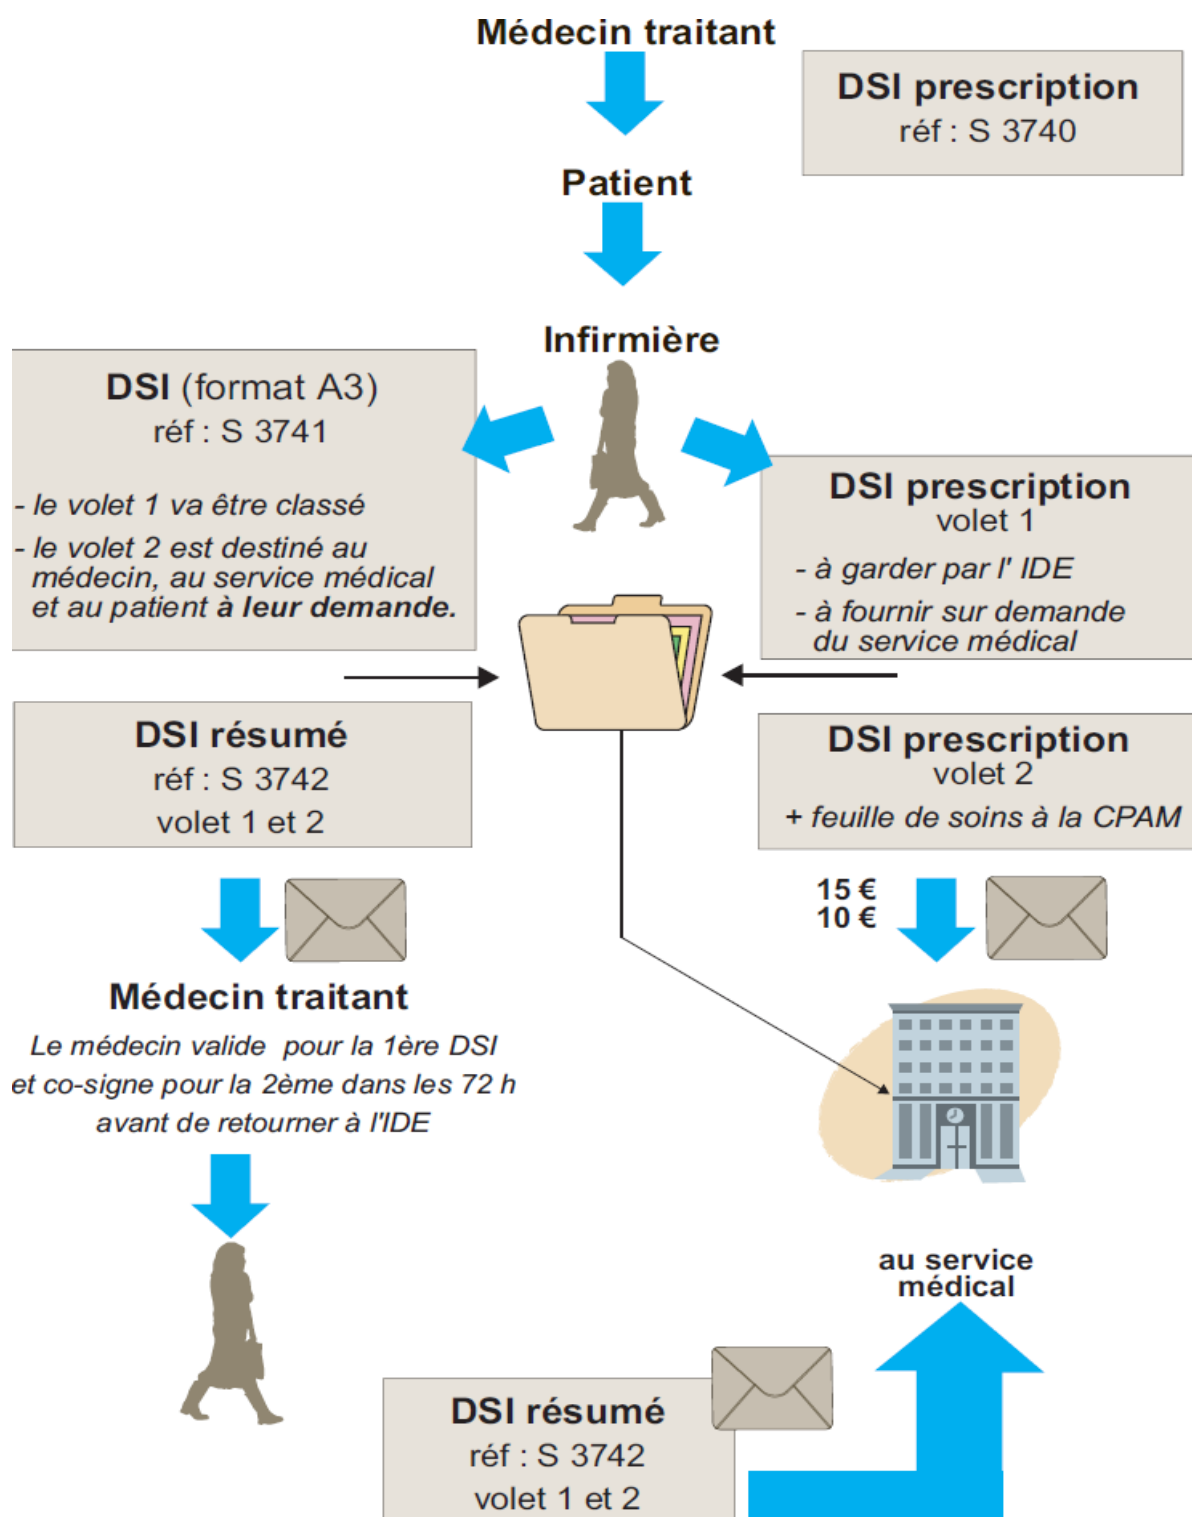 Médecin traitant
DSI prescription
réf : S 3740
Patient
Infirmière
DSI (format A3)
réf : S 3741
- le volet 1 va être classé
- le volet 2 est destiné au
médecin, au service médical
et au patient à leur demande.
DSI prescription
volet 1
- à garder par l' IDE
- à fournir sur demande
du service médical
DSI résumé
réf : S 3742
volet 1 et 2
DSI prescription
volet 2
+ feuille de soins à la CPAM
15 €
10 €
Médecin traitant
Le médecin valide pour la 1ère DSI
et co-signe pour la 2ème dans les 72 h
avant de retourner à l'IDE
au service
médical
DSI résumé
réf : S 3742
volet 1 et 2